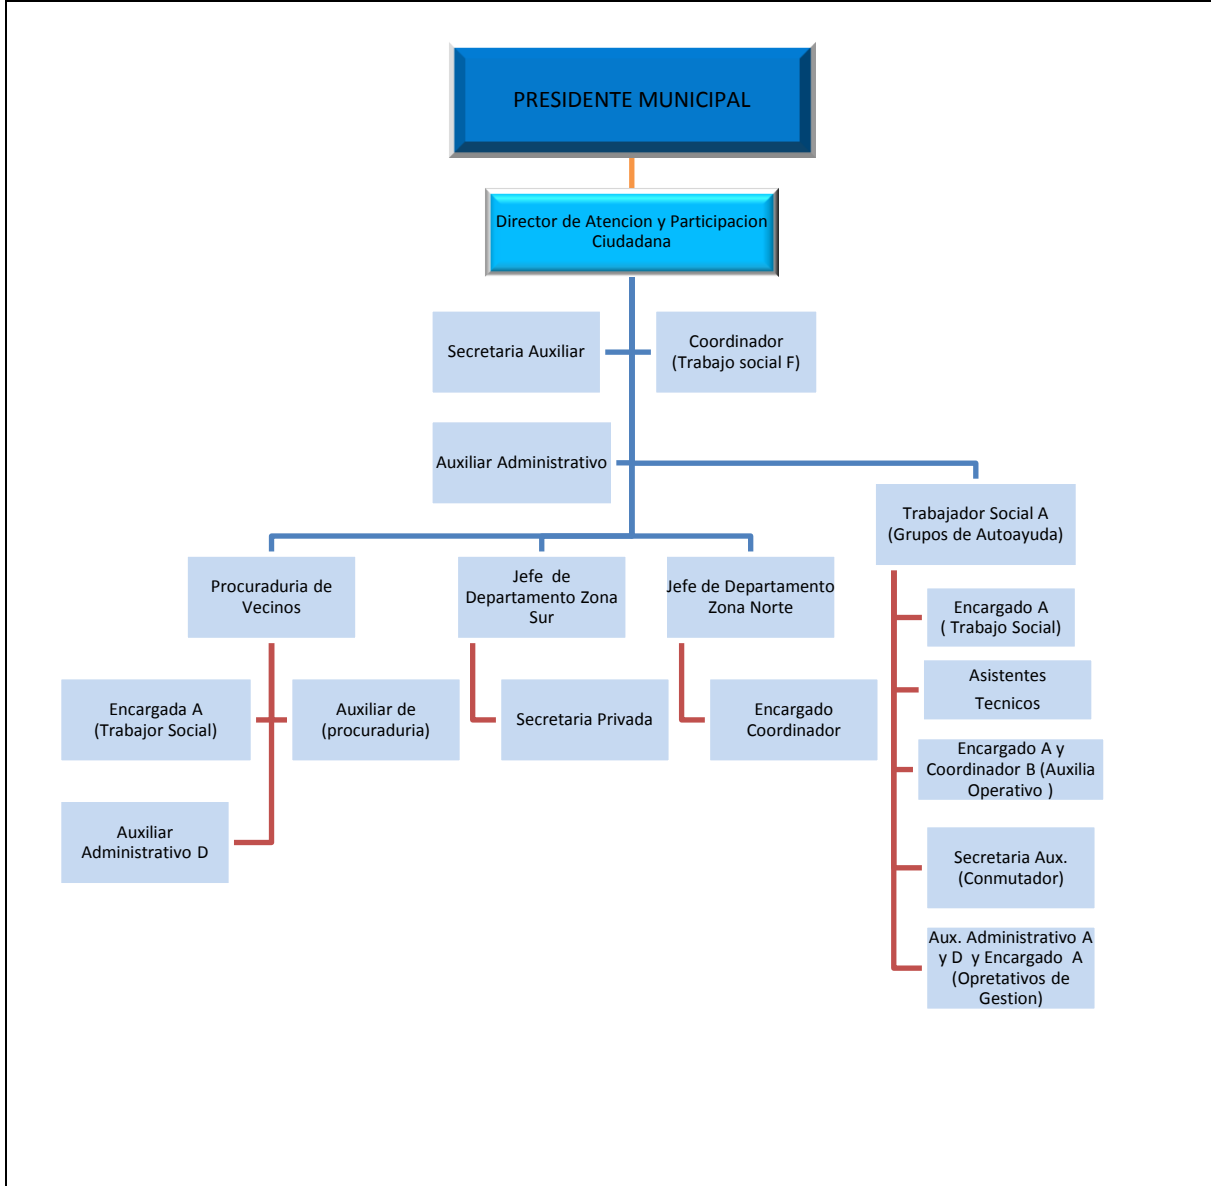 PRESIDENTE MUNICIPAL
Director de Atencion y Participacion
Ciudadana
Secretaria Auxiliar
Coordinador
(Trabajo social F)
Auxiliar Administrativo
Trabajador Social A
(Grupos de Autoayuda)
Procuraduria de
Vecinos
Jefe de
Departamento Zona
Sur
Jefe de Departamento
Zona Norte
Encargado A
( Trabajo Social)
Asistentes
Tecnicos
Encargada A
(Trabajor Social)
Auxiliar de
(procuraduria)
Secretaria Privada
Encargado
Coordinador
Encargado A y
Coordinador B (Auxilia
Operativo )
Auxiliar
Administrativo D
Secretaria Aux.
(Conmutador)
Aux. Administrativo A
y D y Encargado A
(Opretativos de
Gestion)